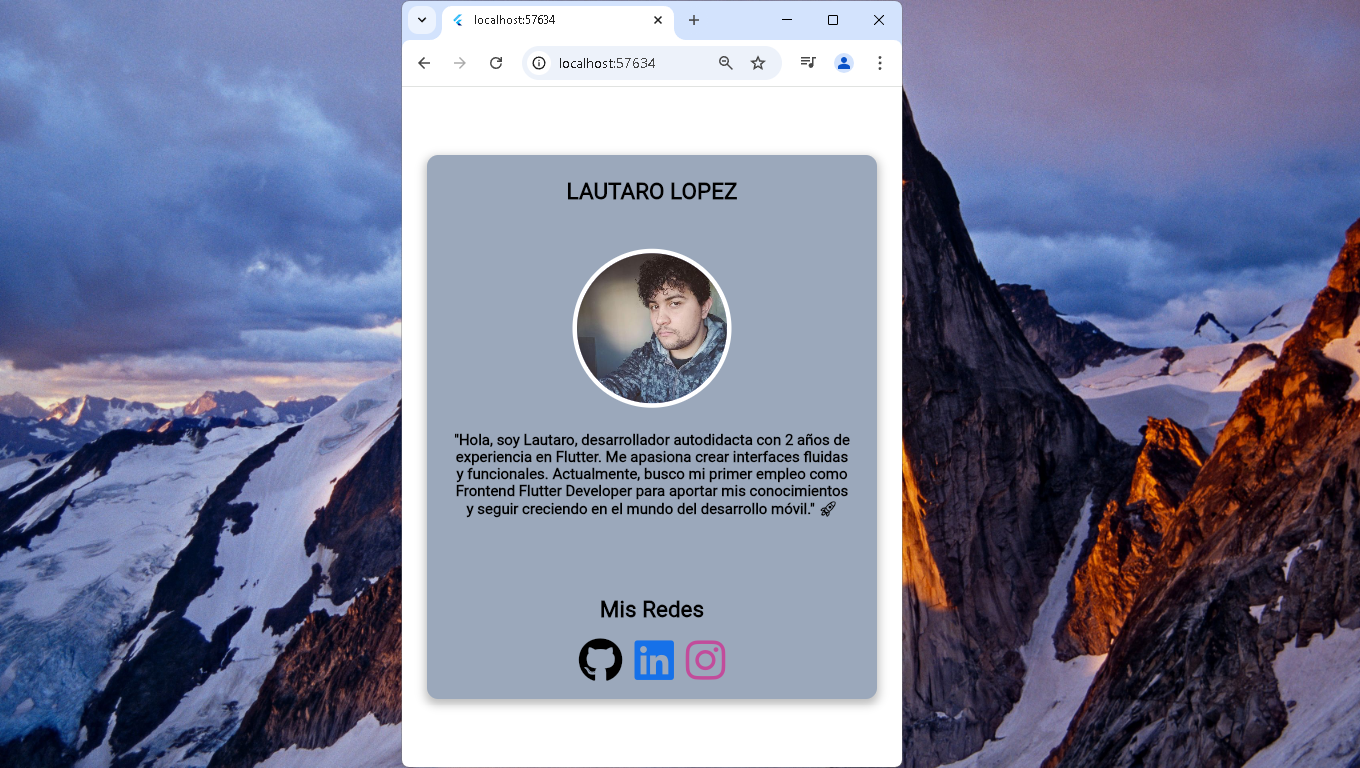 localhost:57634
localhost:57634
LAUTARO LOPEZ
"Hola, soy Lautaro, desarrollador autodidacta con 2 años de
experiencia en Flutter. Me apasiona crear interfaces fluidas
y funcionales. Actualmente, busco mi primer empleo como
Frontend Flutter Developer para aportar mis conocimientos
y seguir creciendo en el mundo del desarrollo móvil." 🚀
Mis Redes
in